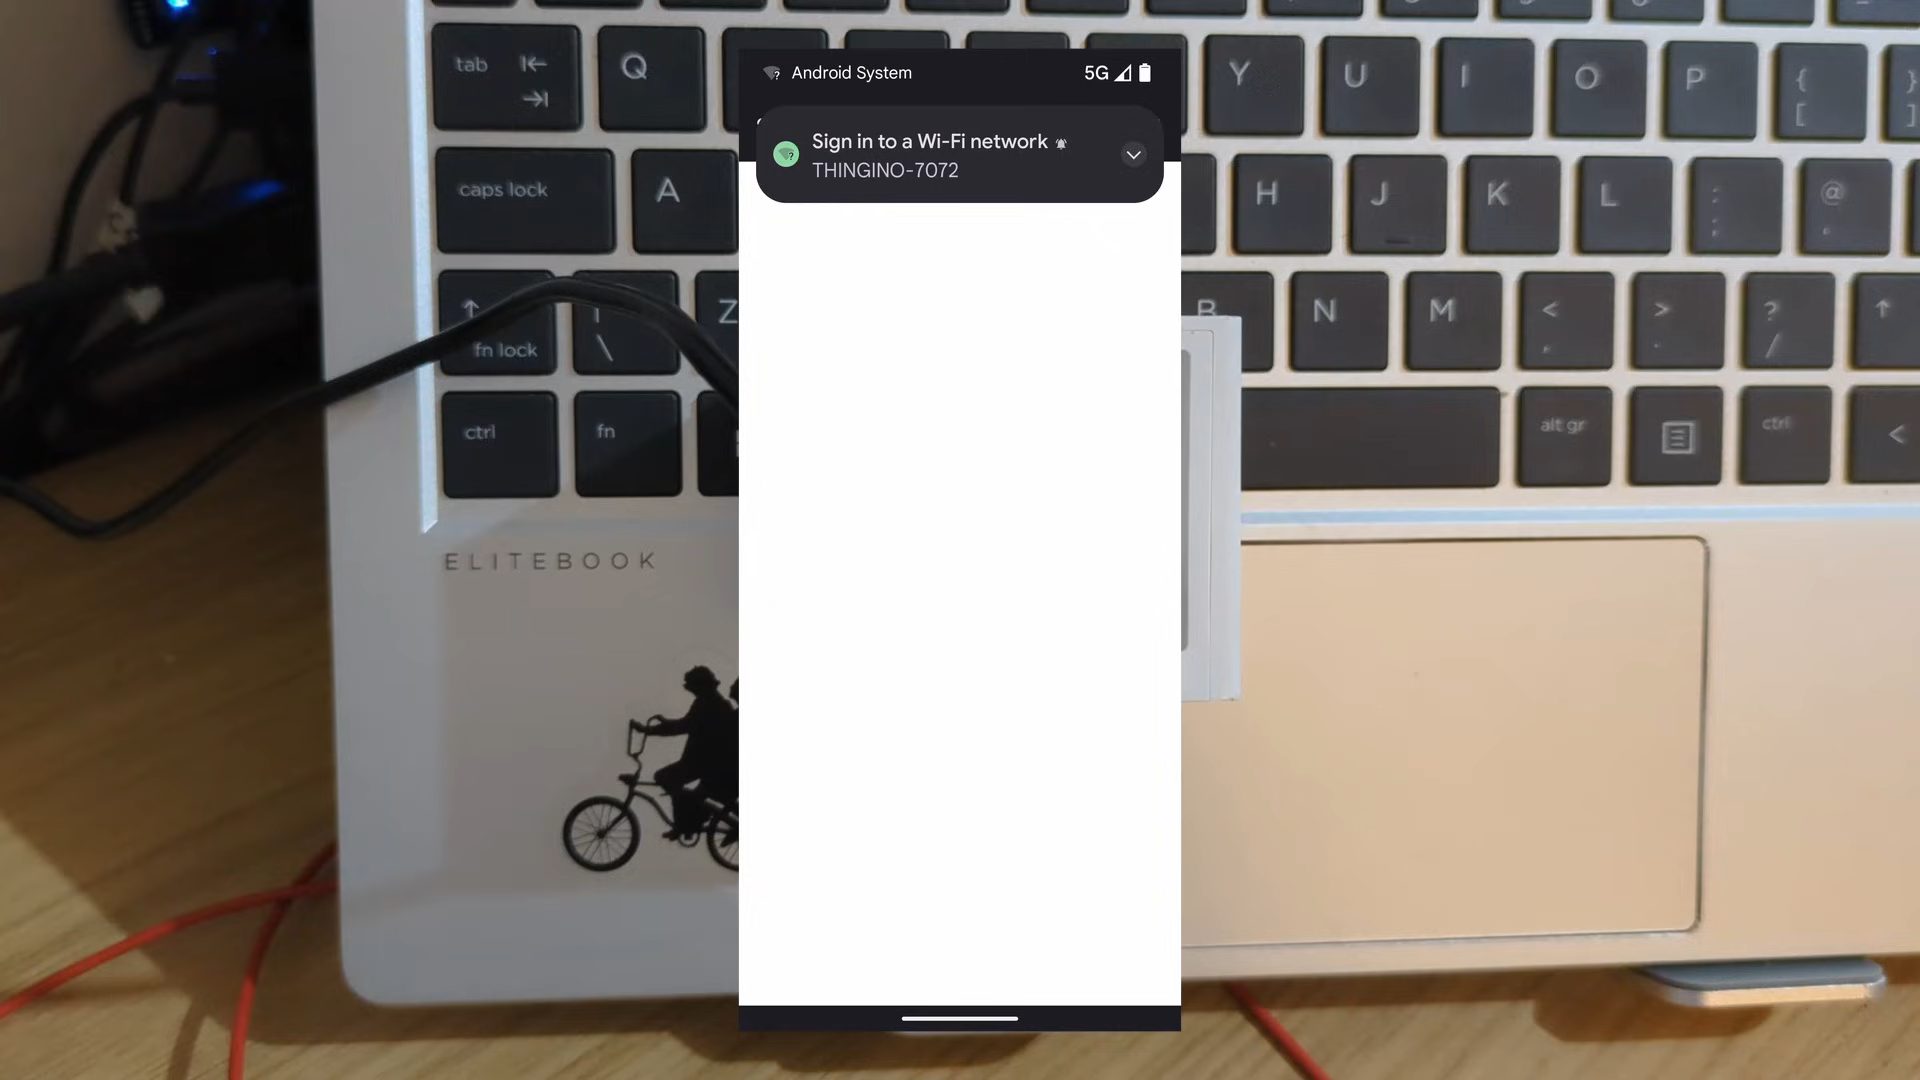 Android System 5G
Sign in to a Wi-Fi network
THINGINO-7072
tab Q Y U I O P { }
[ ]
caps lock A H J K L : @
;
↑ | Z B N M < > ? ↑
fn lock \ , . /
ctrl fn alt gr ctrl <
ELITEBOOK